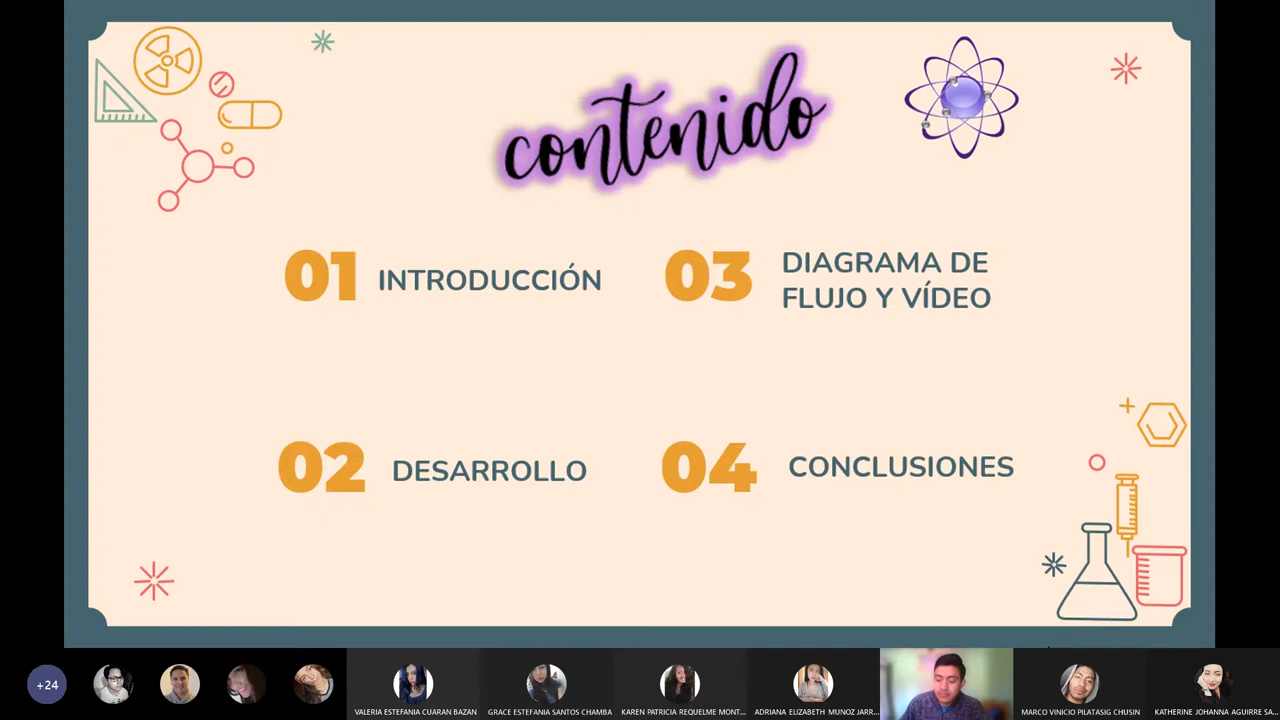 contenido
01 INTRODUCCIÓN
03 DIAGRAMA DE
FLUJO Y VÍDEO
02 DESARROLLO
04 CONCLUSIONES
+24
VALERIA ESTEFANIA CUARAN BAZAN
GRACE ESTEFANIA SANTOS CHAMBA
KAREN PATRICIA REQUELME MONT...
ADRIANA ELIZABETH MUNOZ JARR...
MARCO VINICIO PILATASIG CHUSIN
KATHERINE JOHANNA AGUIRRE SA...